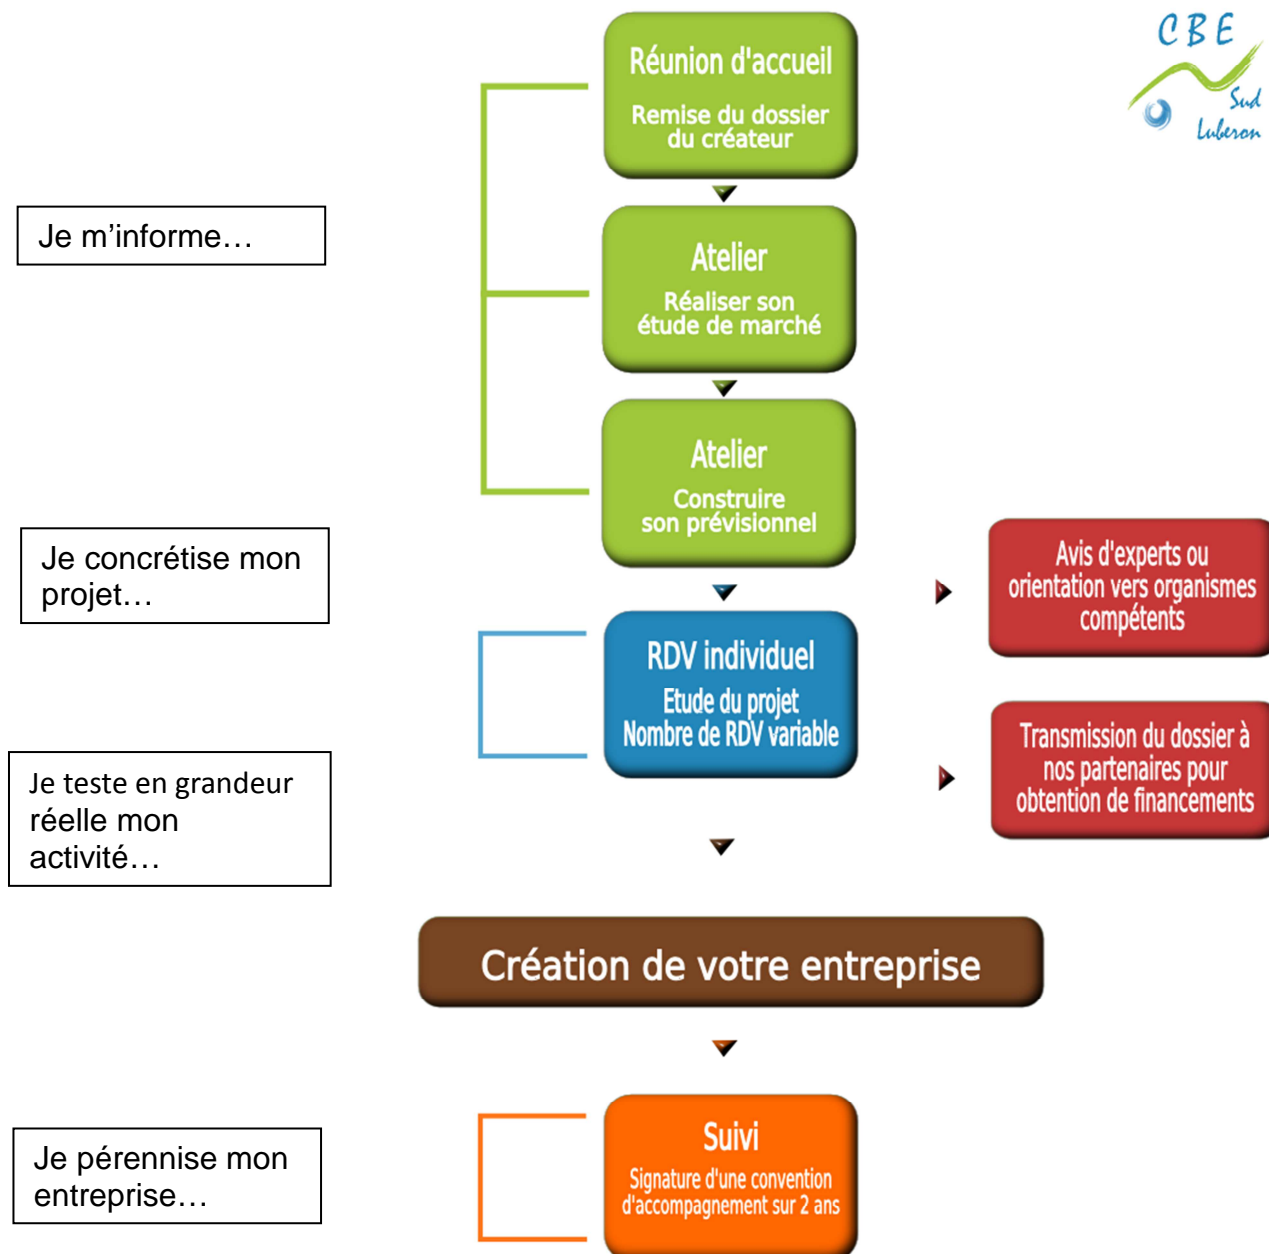 CBE
Sud
Luberon
Réunion d'accueil
Remise du dossier
du créateur
Je m'informe…
Atelier
Réaliser son
étude de marché
Atelier
Construire
son prévisionnel
Je concrétise mon
projet…
Avis d'experts ou
orientation vers organismes
compétents
RDV individuel
Etude du projet
Nombre de RDV variable
Transmission du dossier à
nos partenaires pour
obtention de financements
Je teste en grandeur
réelle mon
activité…
Création de votre entreprise
Suivi
Signature d'une convention
d'accompagnement sur 2 ans
Je pérennise mon
entreprise…